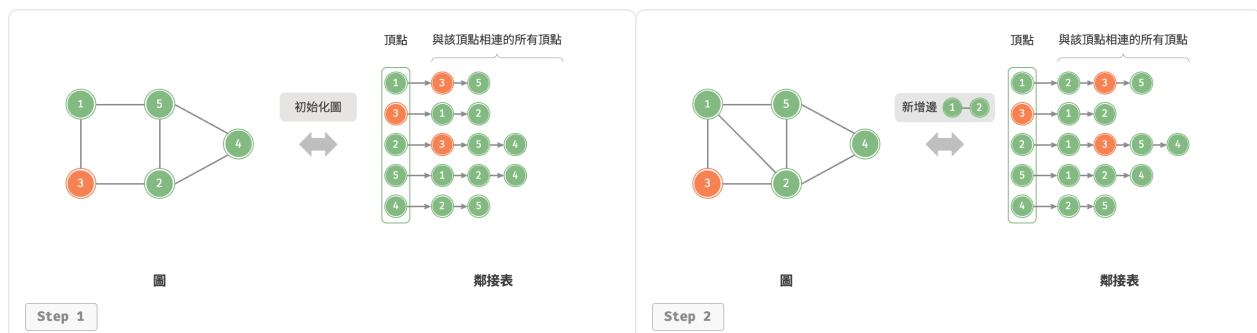 頂點 與該頂點相連的所有頂點
1 5 4 3 2
初始化圖
1 3 5
3 1 2
2 3 5 4
5 1 2 4
4 2 5
圖 鄰接表
Step 1
頂點 與該頂點相連的所有頂點
1 5 4 3 2
新增邊 1 2
1 2 3 5
3 1 2
2 1 3 5 4
5 1 2 4
4 2 5
圖 鄰接表
Step 2